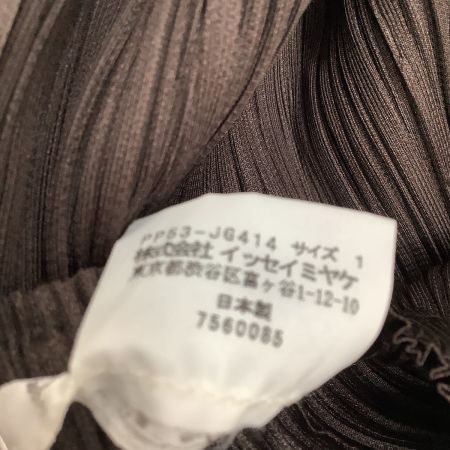 PP53-JG414 サイズ 1
株式会社 イッセイミヤケ
東京都渋谷区富ヶ谷1-12-10
日本製
7560085